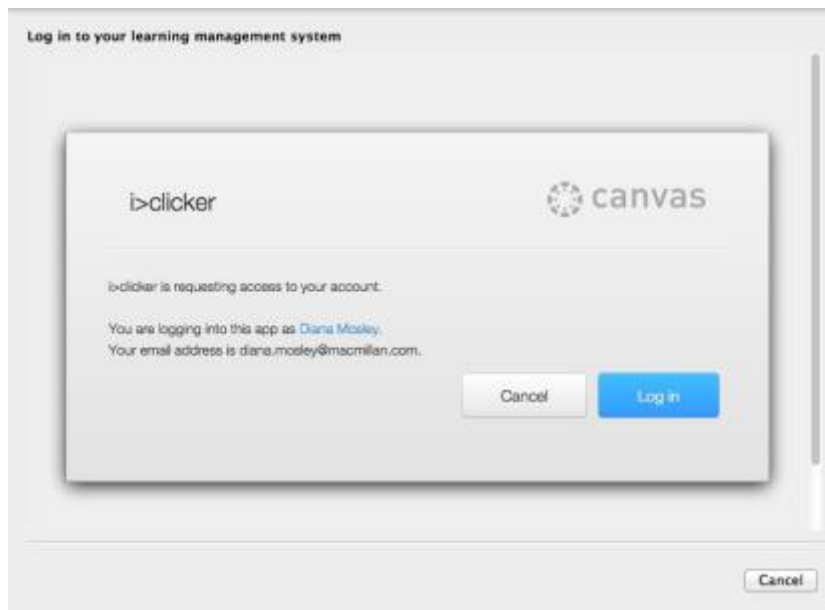 Log in to your learning management system
i>clicker
canvas
i>clicker is requesting access to your account.
You are logging into this app as Diana Mosley.
Your email address is diana.mosley@macmillan.com.
Cancel
Log in
Cancel